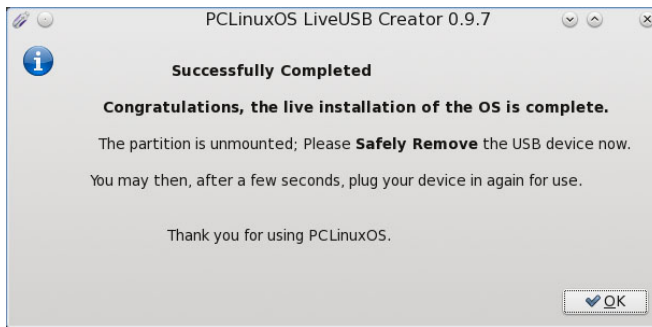 PCLinuxOS LiveUSB Creator 0.9.7
Successfully Completed
Congratulations, the live installation of the OS is complete.
The partition is unmounted; Please Safely Remove the USB device now.
You may then, after a few seconds, plug your device in again for use.
Thank you for using PCLinuxOS.
OK